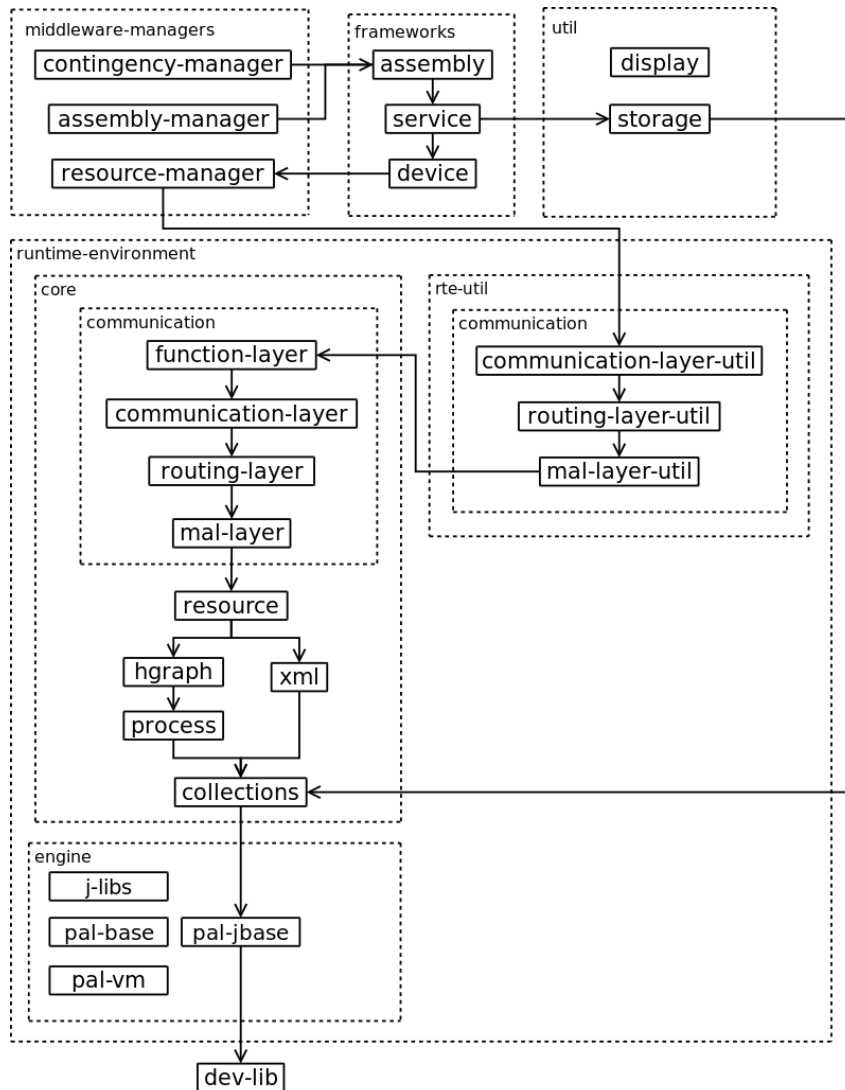 middleware-managers
contingency-manager
assembly-manager
resource-manager
frameworks
assembly
service
device
util
display
storage
runtime-environment
core
communication
function-layer
communication-layer
routing-layer
mal-layer
resource
hgraph
xml
process
collections
rte-util
communication
communication-layer-util
routing-layer-util
mal-layer-util
engine
j-libs
pal-base
pal-jbase
pal-vm
dev-lib